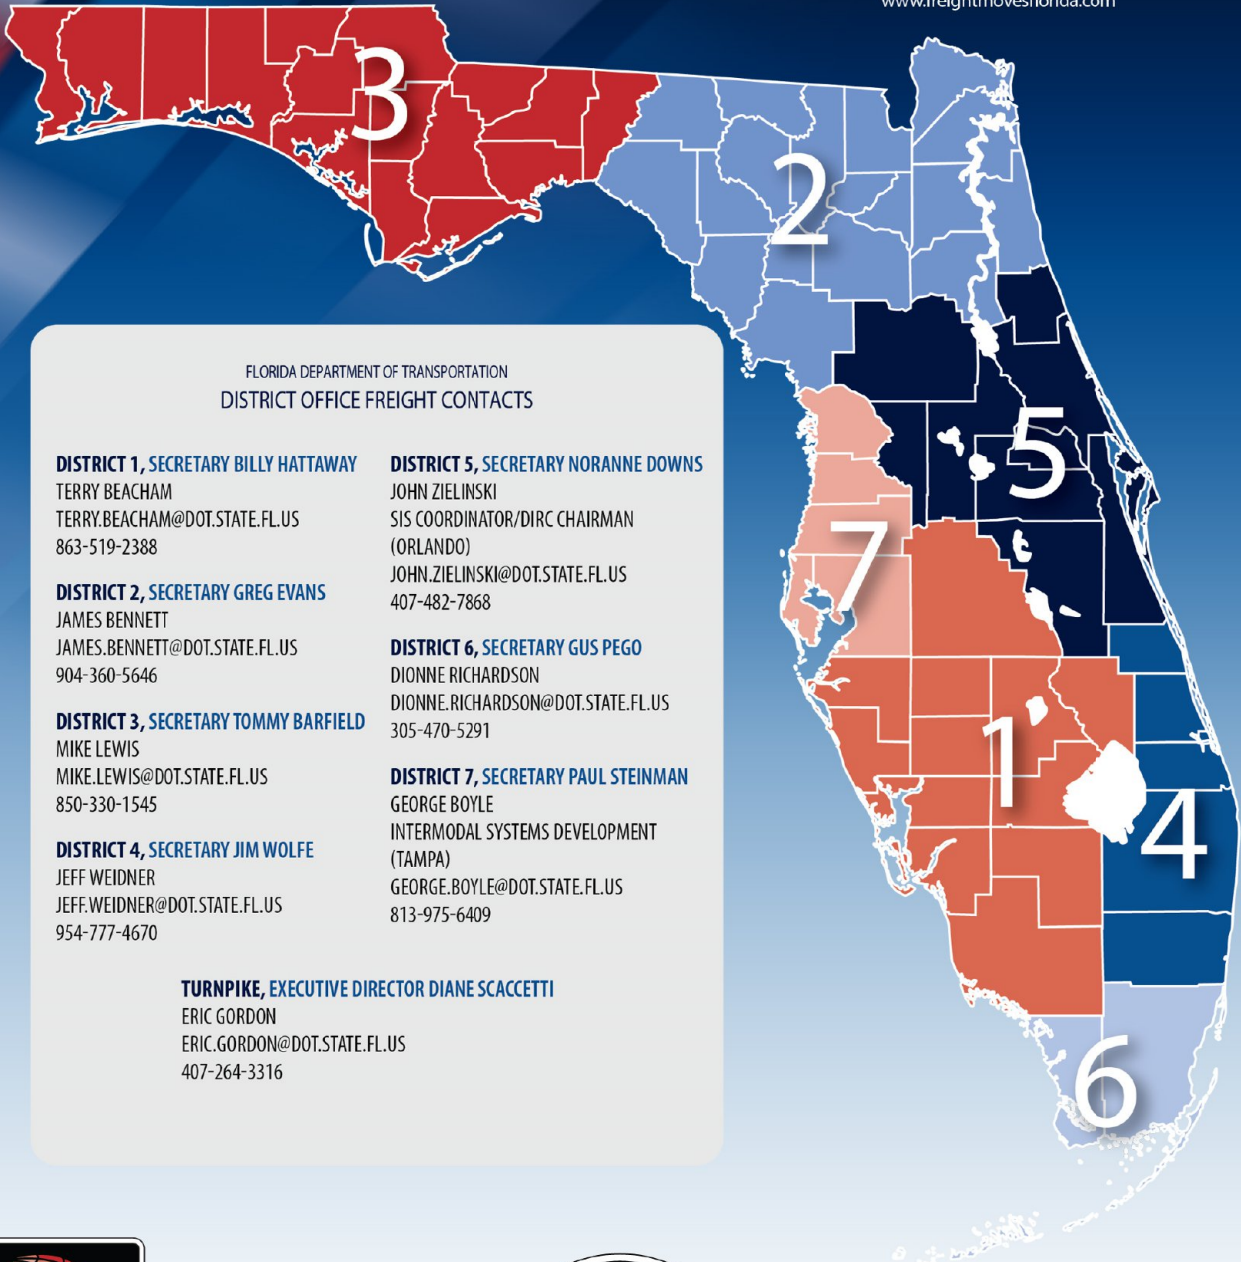 www.freightmovesflorida.com
3
2
5
7
1
4
6
FLORIDA DEPARTMENT OF TRANSPORTATION
DISTRICT OFFICE FREIGHT CONTACTS
DISTRICT 1, SECRETARY BILLY HATTAWAY
TERRY BEACHAM
TERRY.BEACHAM@DOT.STATE.FL.US
863-519-2388
DISTRICT 2, SECRETARY GREG EVANS
JAMES BENNETT
JAMES.BENNETT@DOT.STATE.FL.US
904-360-5646
DISTRICT 3, SECRETARY TOMMY BARFIELD
MIKE LEWIS
MIKE.LEWIS@DOT.STATE.FL.US
850-330-1545
DISTRICT 4, SECRETARY JIM WOLFE
JEFF WEIDNER
JEFF.WEIDNER@DOT.STATE.FL.US
954-777-4670
DISTRICT 5, SECRETARY NORANNE DOWNS
JOHN ZIELINSKI
SIS COORDINATOR/DIRC CHAIRMAN
(ORLANDO)
JOHN.ZIELINSKI@DOT.STATE.FL.US
407-482-7868
DISTRICT 6, SECRETARY GUS PEGO
DIONNE RICHARDSON
DIONNE.RICHARDSON@DOT.STATE.FL.US
305-470-5291
DISTRICT 7, SECRETARY PAUL STEINMAN
GEORGE BOYLE
INTERMODAL SYSTEMS DEVELOPMENT
(TAMPA)
GEORGE.BOYLE@DOT.STATE.FL.US
813-975-6409
TURNPIKE, EXECUTIVE DIRECTOR DIANE SCACCETTI
ERIC GORDON
ERIC.GORDON@DOT.STATE.FL.US
407-264-3316